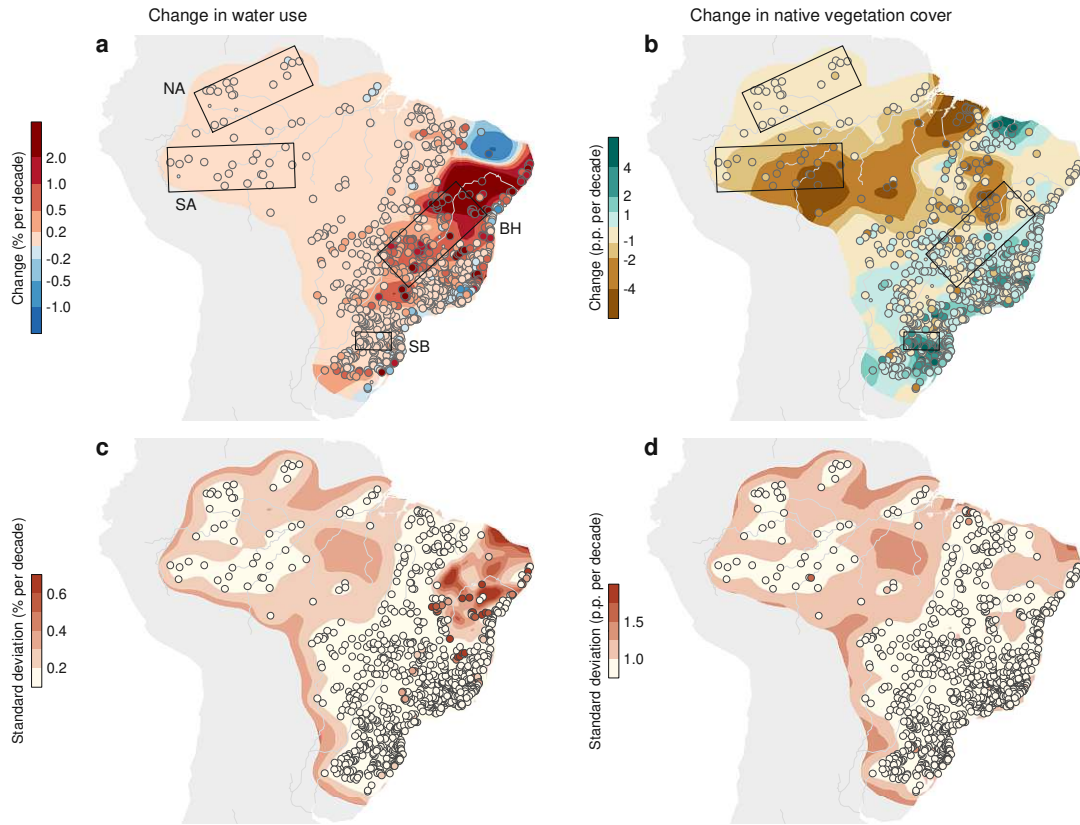 Change in water use
Change in native vegetation cover
a
b
NA
SA
BH
SB
Change (% per decade)
2.0
1.0
0.5
0.2
-0.2
-0.5
-1.0
Change (p.p. per decade)
4
2
1
-1
-2
-4
c
d
Standard deviation (% per decade)
0.6
0.4
0.2
Standard deviation (p.p. per decade)
1.5
1.0